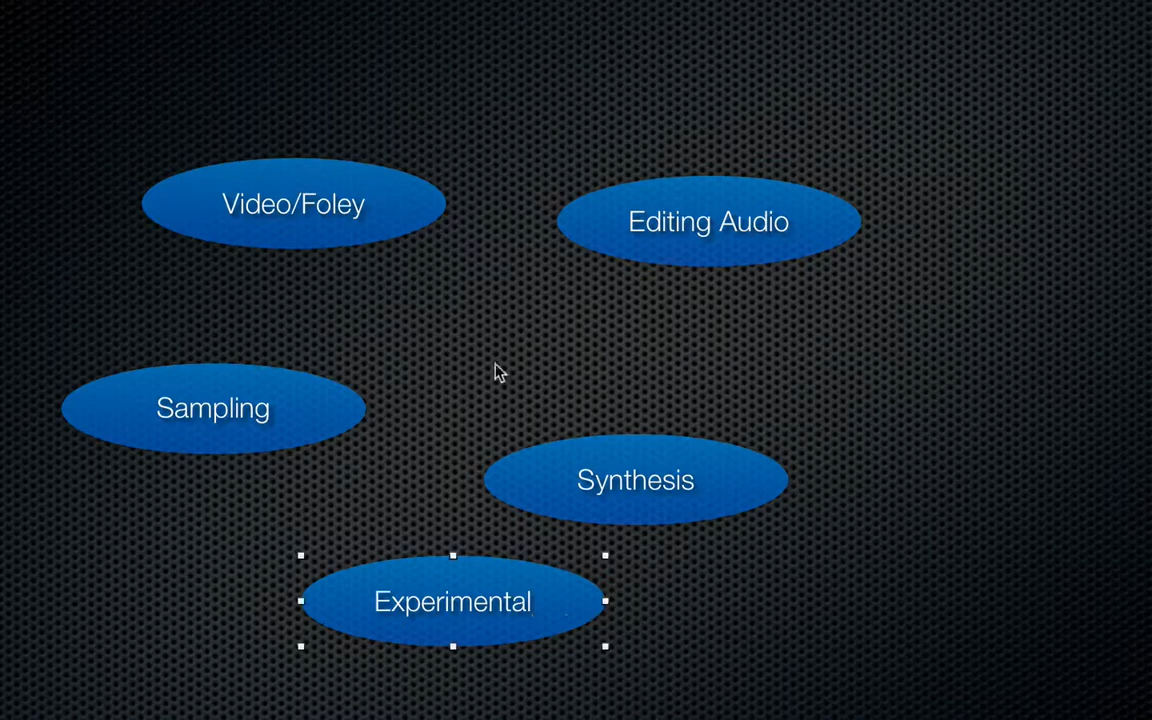 Video/Foley
Editing Audio
Sampling
Synthesis
Experimental